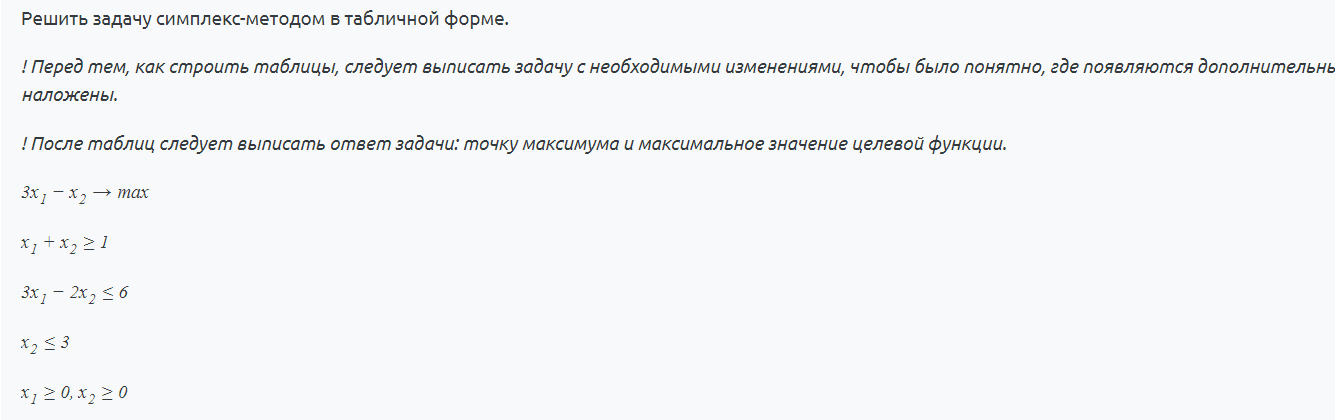 Решить задачу симплекс-методом в табличной форме.
! Перед тем, как строить таблицы, следует выписать задачу с необходимыми изменениями, чтобы было понятно, где появляются дополнительны
наложены.
! После таблиц следует выписать ответ задачи: точку максимума и максимальное значение целевой функции.
3x₁ − x₂ → max
x₁ + x₂ ≥ 1
3x₁ − 2x₂ ≤ 6
x₂ ≤ 3
x₁ ≥ 0, x₂ ≥ 0